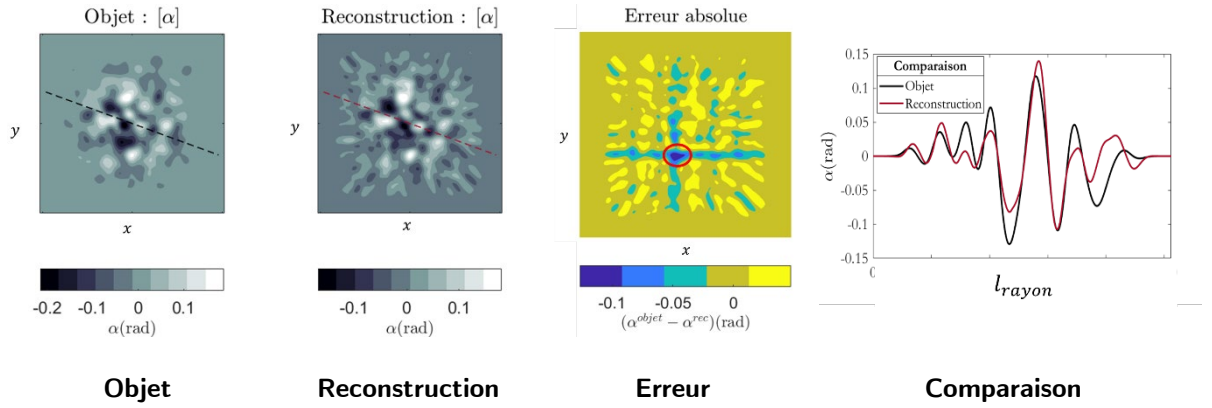 Objet : [α]
y
x
-0.2 -0.1 0 0.1
α(rad)
Reconstruction : [α]
y
x
-0.1 0 0.1
α(rad)
Erreur absolue
y
x
-0.1 -0.05 0
(α^objet − α^rec)(rad)
0.15
0.1
0.05
0
-0.05
-0.1
-0.15
α(rad)
Comparaison
Objet
Reconstruction
0
l_rayon
Objet
Reconstruction
Erreur
Comparaison